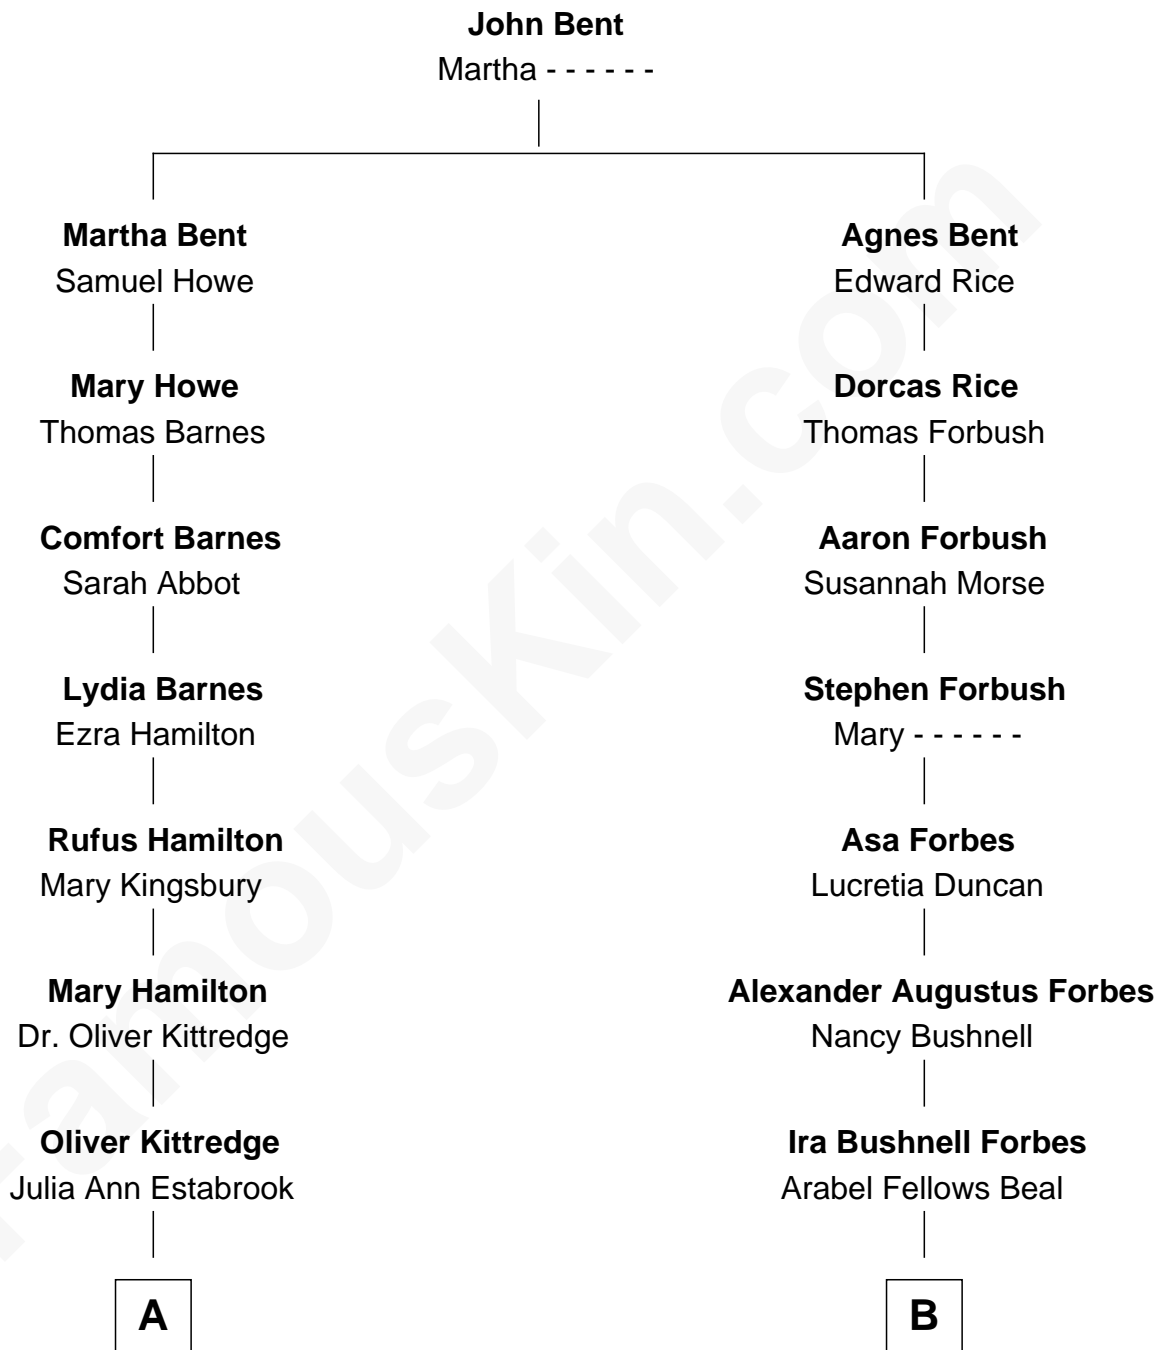 John Bent
Martha - - - - - -
Martha Bent
Samuel Howe
Agnes Bent
Edward Rice
Mary Howe
Thomas Barnes
Dorcas Rice
Thomas Forbush
Comfort Barnes
Sarah Abbot
Aaron Forbush
Susannah Morse
Lydia Barnes
Ezra Hamilton
Stephen Forbush
Mary - - - - - -
Rufus Hamilton
Mary Kingsbury
Asa Forbes
Lucretia Duncan
Mary Hamilton
Dr. Oliver Kittredge
Alexander Augustus Forbes
Nancy Bushnell
Oliver Kittredge
Julia Ann Estabrook
Ira Bushnell Forbes
Arabel Fellows Beal
A
B
FamousKin.com